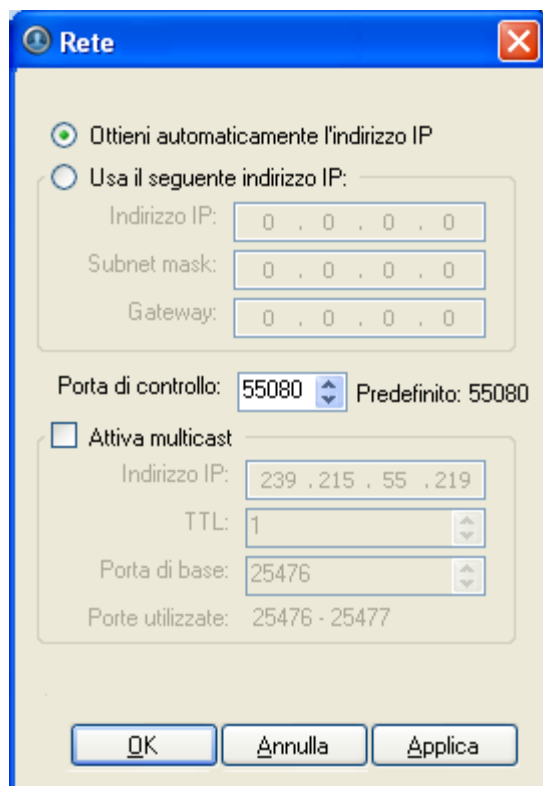 Rete
Ottieni automaticamente l'indirizzo IP
Usa il seguente indirizzo IP:
Indirizzo IP: 0 . 0 . 0 . 0
Subnet mask: 0 . 0 . 0 . 0
Gateway: 0 . 0 . 0 . 0
Porta di controllo: 55080 Predefinito: 55080
Attiva multicast
Indirizzo IP: 239 . 215 . 55 . 219
TTL: 1
Porta di base: 25476
Porte utilizzate: 25476 - 25477
OK Annulla Applica